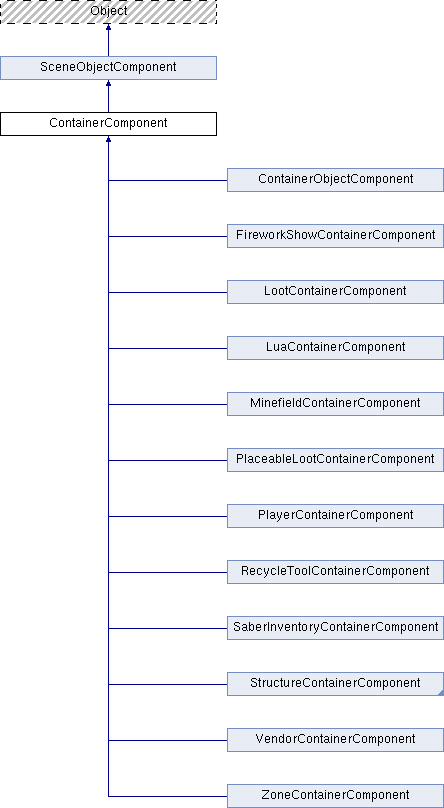 Object
SceneObjectComponent
ContainerComponent
ContainerObjectComponent
FireworkShowContainerComponent
LootContainerComponent
LuaContainerComponent
MinefieldContainerComponent
PlaceableLootContainerComponent
PlayerContainerComponent
RecycleToolContainerComponent
SaberInventoryContainerComponent
StructureContainerComponent
VendorContainerComponent
ZoneContainerComponent